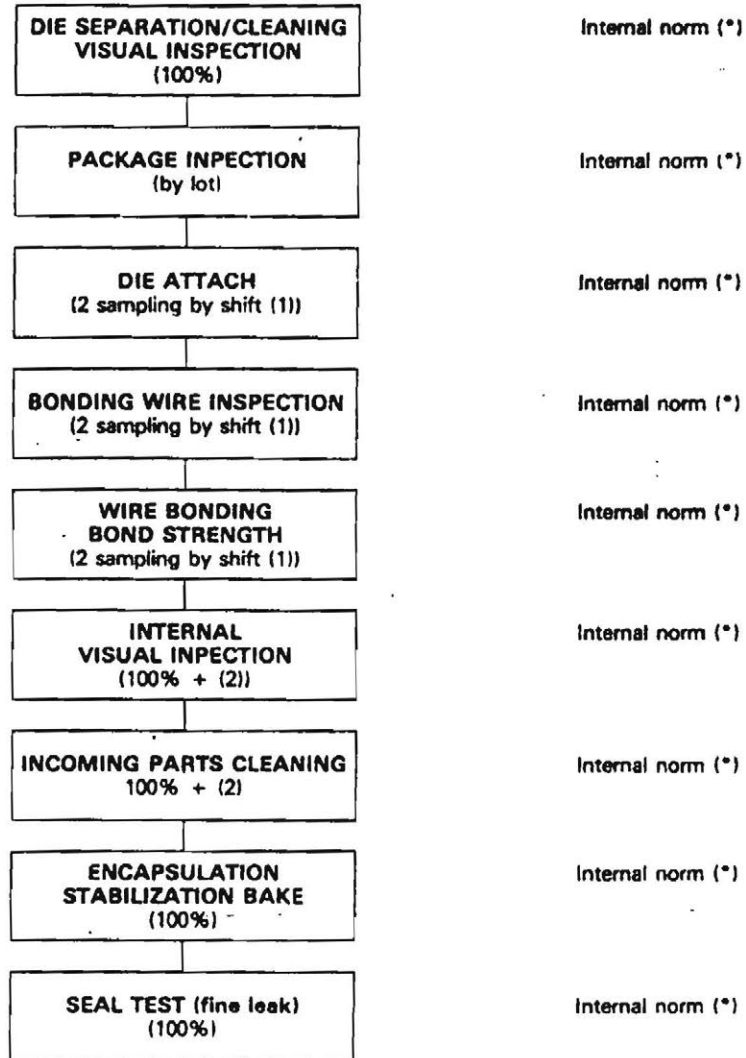 DIE SEPARATION/CLEANING
VISUAL INSPECTION
(100%)
Internal norm (*)
PACKAGE INPECTION
(by lot)
Internal norm (*)
DIE ATTACH
(2 sampling by shift (1))
Internal norm (*)
BONDING WIRE INSPECTION
(2 sampling by shift (1))
Internal norm (*)
WIRE BONDING
BOND STRENGTH
(2 sampling by shift (1))
Internal norm (*)
INTERNAL
VISUAL INPECTION
(100% + (2))
Internal norm (*)
INCOMING PARTS CLEANING
100% + (2)
Internal norm (*)
ENCAPSULATION
STABILIZATION BAKE
(100%)
Internal norm (*)
SEAL TEST (fine leak)
(100%)
Internal norm (*)